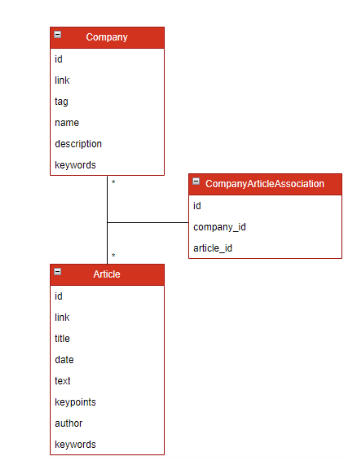 Company
id
link
tag
name
description
keywords
*
CompanyArticleAssociation
id
company_id
article_id
*
Article
id
link
title
date
text
keypoints
author
keywords